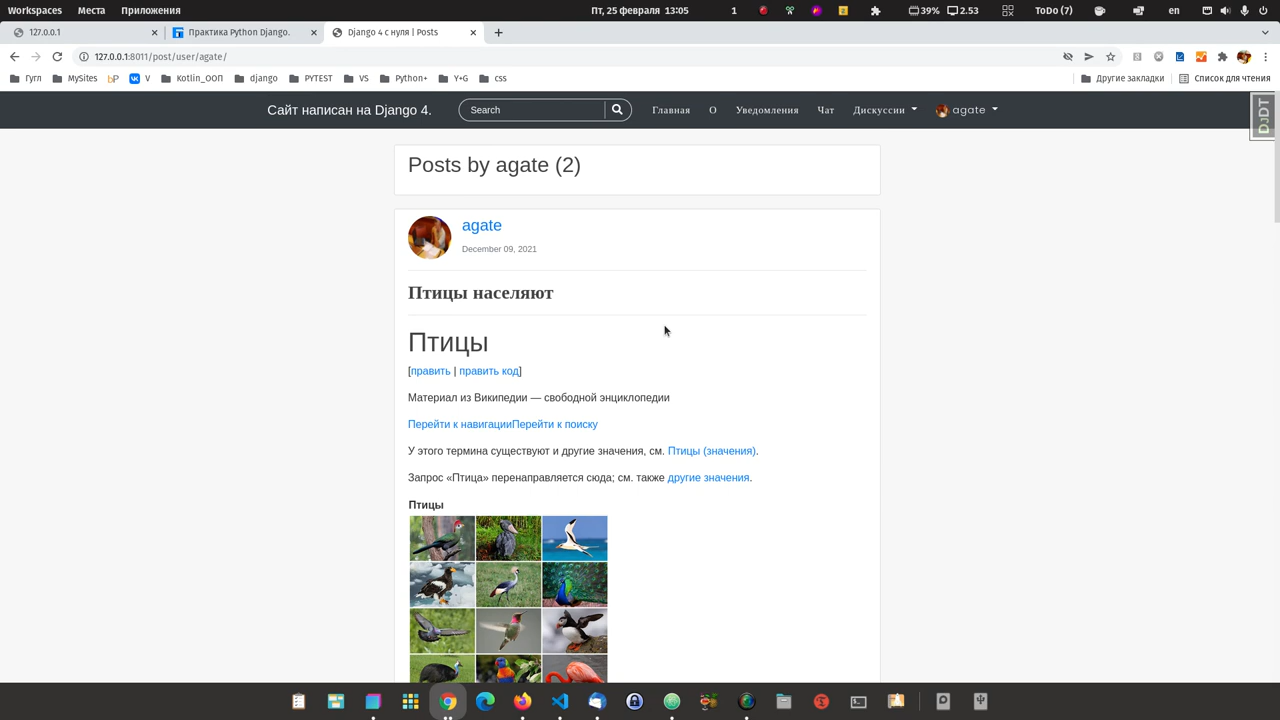 Workspaces Места Приложения Пт, 25 февраля 13:05 1 39% 2.53 ToDo (7) en
127.0.0.1 Практика Python Django. Django 4 с нуля | Posts
127.0.0.1:8011/post/user/agate/
Гугл MySites bP V Kotlin_ООП django PYTEST VS Python+ Y+G css Другие закладки Список для чтения
Сайт написан на Django 4. Search Главная О Уведомления Чат Дискуссии agate
DJDT
Posts by agate (2)
agate
December 09, 2021
Птицы населяют
Птицы
[править | править код]
Материал из Википедии — свободной энциклопедии
Перейти к навигацииПерейти к поиску
У этого термина существуют и другие значения, см. Птицы (значения).
Запрос «Птица» перенаправляется сюда; см. также другие значения.
Птицы